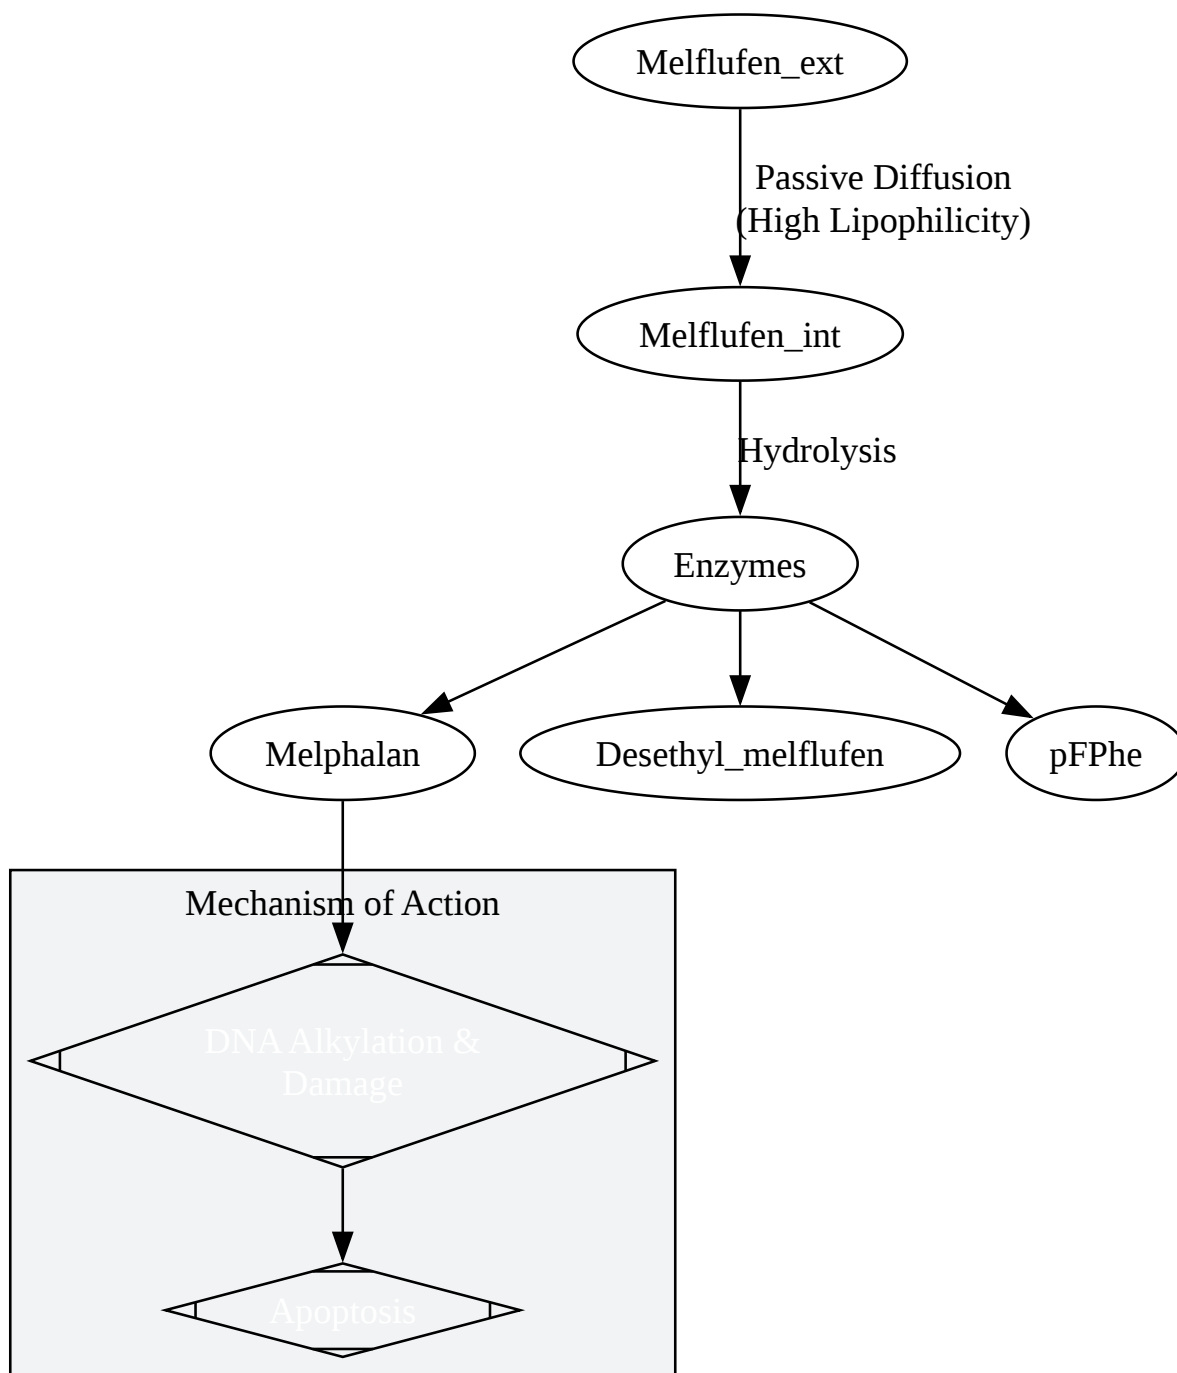 Melflufen_ext
Passive Diffusion
(High Lipophilicity)
Melflufen_int
Hydrolysis
Enzymes
Melphalan
Desethyl_melflufen
pFPhe
Mechanism of Action
DNA Alkylation &
Damage
Apoptosis